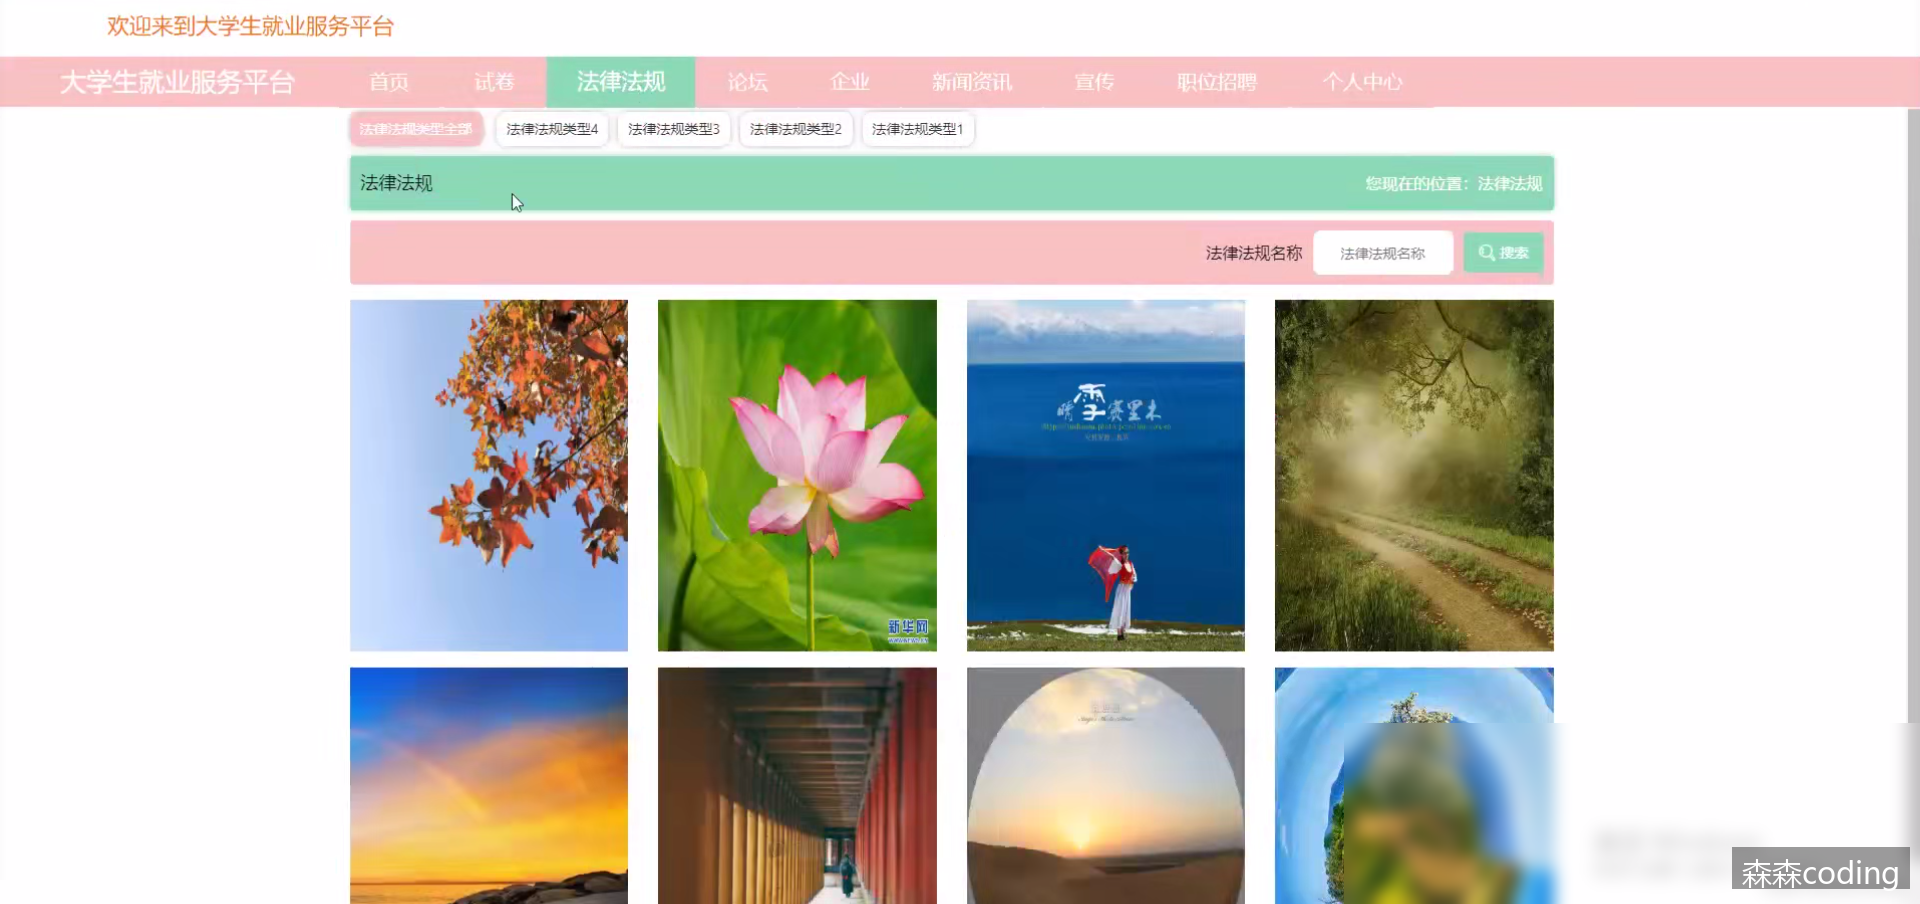 欢迎来到大学生就业服务平台
大学生就业服务平台 首页 试卷 法律法规 论坛 企业 新闻资讯 宣传 职位招聘 个人中心
法律法规类型全部 法律法规类型4 法律法规类型3 法律法规类型2 法律法规类型1
法律法规 您现在的位置：法律法规
法律法规名称 法律法规名称 搜索
新华网
森森coding